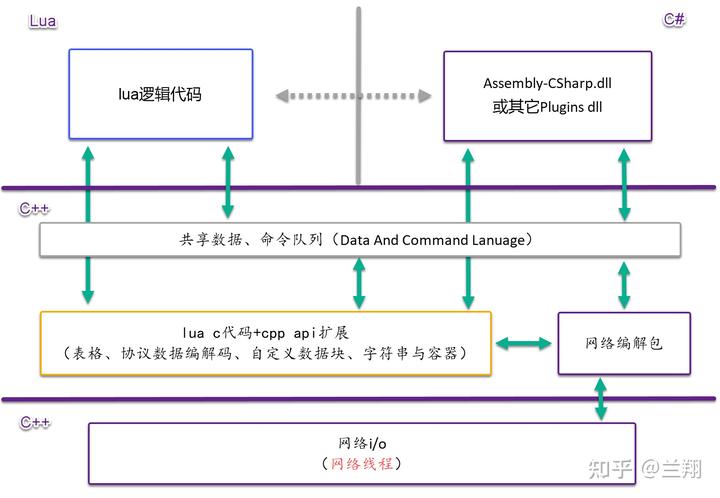 Lua
C#
lua逻辑代码
Assembly-CSharp.dll
或其它Plugins dll
C++
共享数据、命令队列（Data And Command Lanuage）
lua c代码+cpp api扩展
（表格、协议数据编解码、自定义数据块、字符串与容器）
网络编解包
C++
网络i/o
（网络线程）
知乎 @兰翔